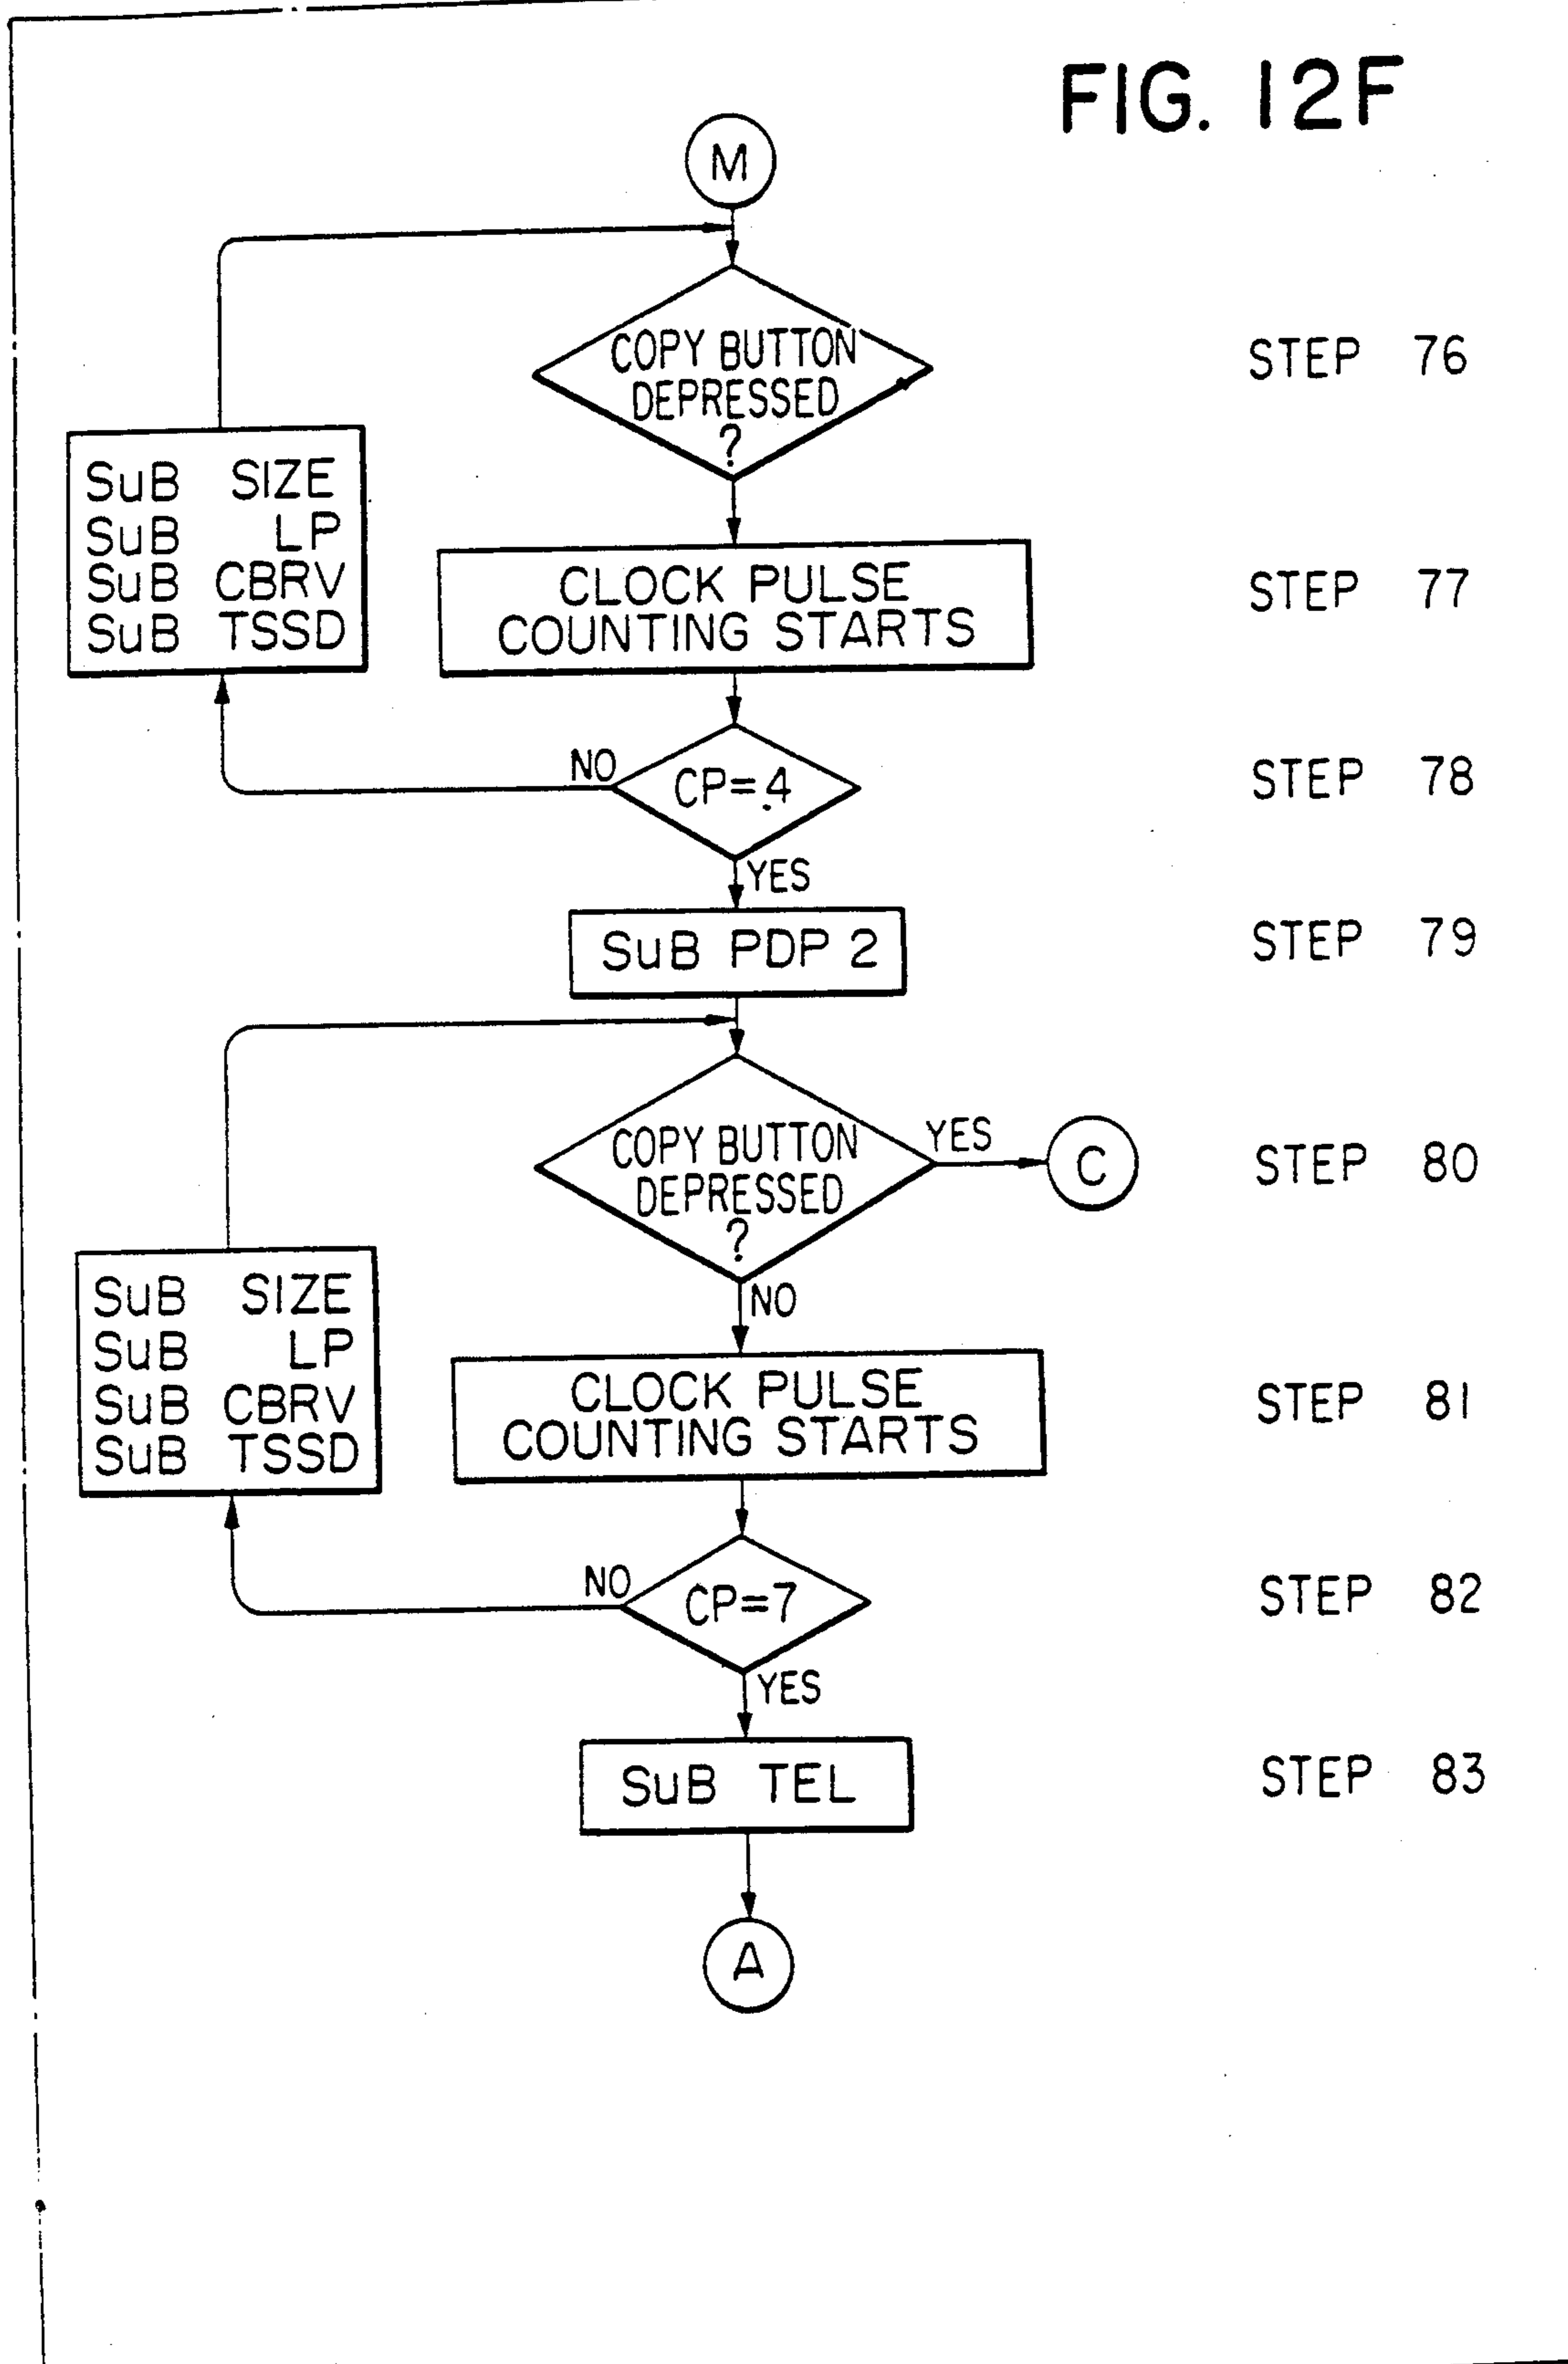 FIG. 12F
M
COPY BUTTON
DEPRESSED
?
STEP 76
SuB SIZE
SuB LP
SuB CBRV
SuB TSSD
CLOCK PULSE
COUNTING STARTS
STEP 77
NO
CP=4
STEP 78
YES
SuB PDP 2
STEP 79
COPY BUTTON
DEPRESSED
?
YES
C
STEP 80
NO
SuB SIZE
SuB LP
SuB CBRV
SuB TSSD
CLOCK PULSE
COUNTING STARTS
STEP 81
NO
CP=7
STEP 82
YES
SuB TEL
STEP 83
A